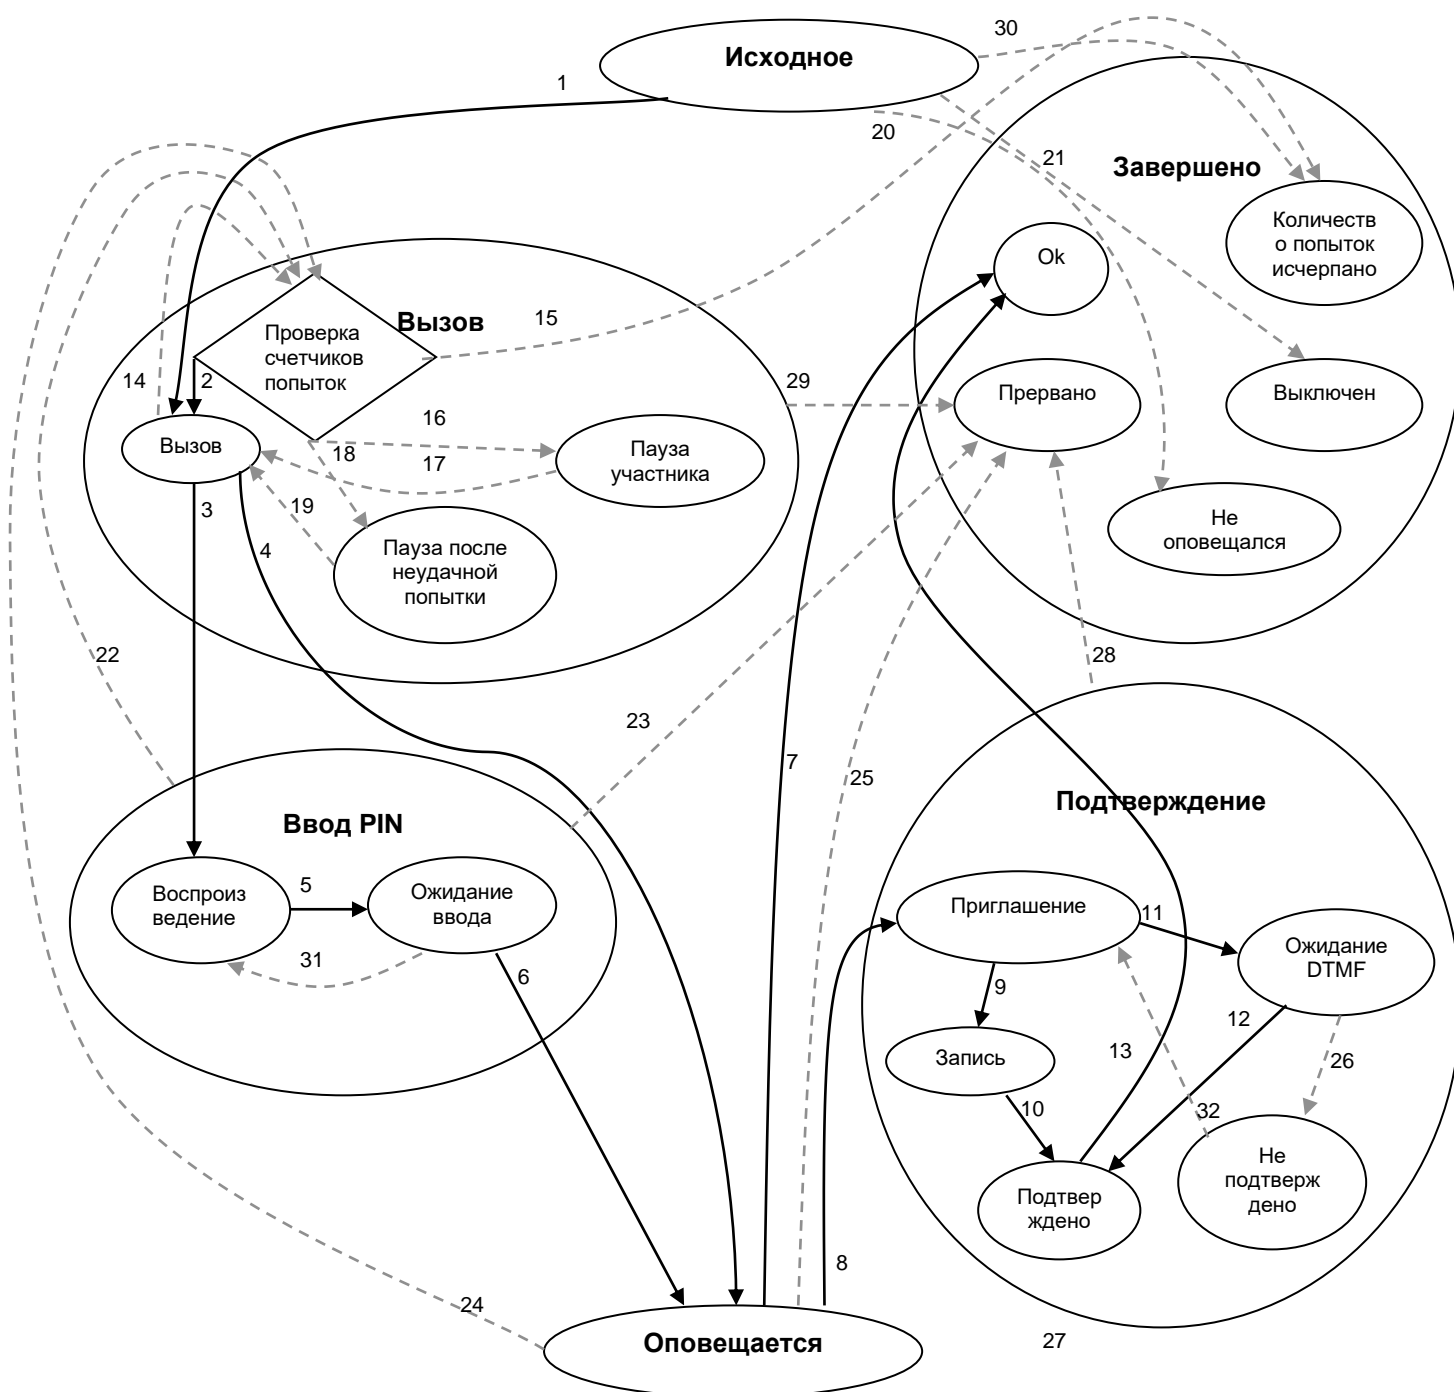 30
Исходное
1
20
21
Завершено
Количеств
о попыток
исчерпано
Ok
Вызов
15
Проверка
счетчиков
попыток
14
2
29
Прервано
Выключен
16
Вызов
18
17
Пауза
участника
3
19
4
Пауза после
неудачной
попытки
Не
оповещался
22
28
23
7
25
Подтверждение
Ввод PIN
Воспроиз
ведение
5
Ожидание
ввода
31
6
Приглашение
11
Ожидание
DTMF
9
12
Запись
13
26
10
32
Не
подтверж
дено
Подтвер
ждено
8
24
Оповещается
27